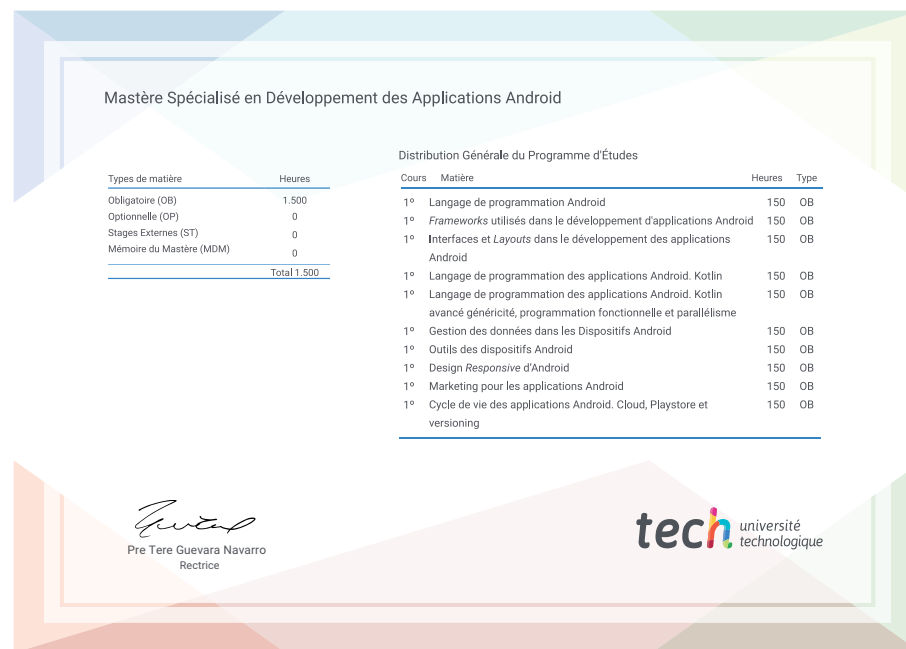 Mastère Spécialisé en Développement des Applications Android
Types de matière Heures
Obligatoire (OB) 1.500
Optionnelle (OP) 0
Stages Externes (ST) 0
Mémoire du Mastère (MDM) 0
Total 1.500
Distribution Générale du Programme d'Études
Cours Matière Heures Type
1º Langage de programmation Android 150 OB
1º Frameworks utilisés dans le développement d'applications Android 150 OB
1º Interfaces et Layouts dans le développement des applications 150 OB
Android
1º Langage de programmation des applications Android. Kotlin 150 OB
1º Langage de programmation des applications Android. Kotlin 150 OB
avancé généricité, programmation fonctionnelle et parallélisme
1º Gestion des données dans les Dispositifs Android 150 OB
1º Outils des dispositifs Android 150 OB
1º Design Responsive d'Android 150 OB
1º Marketing pour les applications Android 150 OB
1º Cycle de vie des applications Android. Cloud, Playstore et 150 OB
versioning
Pre Tere Guevara Navarro
Rectrice
tech université
technologique